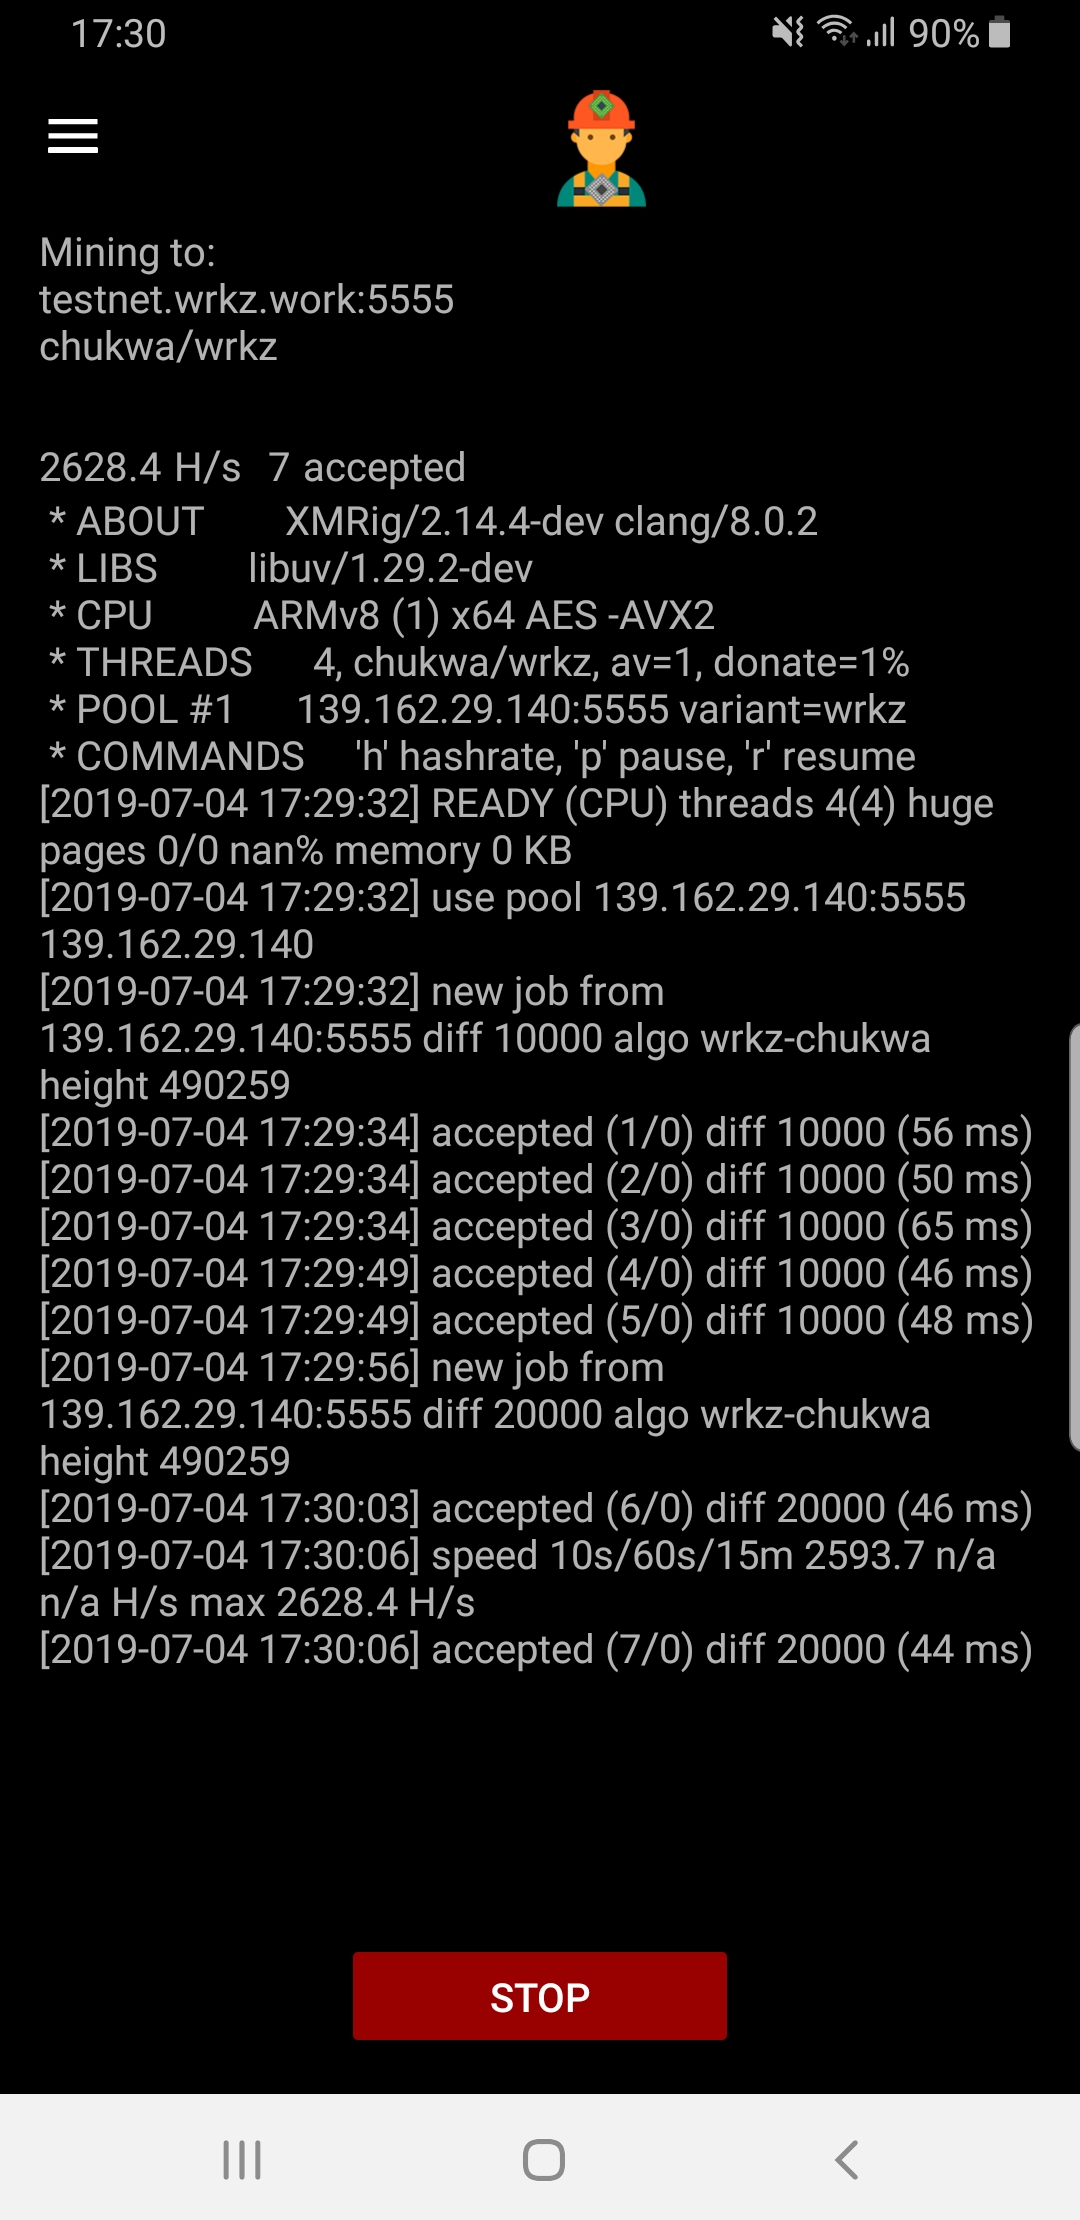 17:30 90%
Mining to:
testnet.wrkz.work:5555
chukwa/wrkz
2628.4 H/s 7 accepted
* ABOUT XMRig/2.14.4-dev clang/8.0.2
* LIBS libuv/1.29.2-dev
* CPU ARMv8 (1) x64 AES -AVX2
* THREADS 4, chukwa/wrkz, av=1, donate=1%
* POOL #1 139.162.29.140:5555 variant=wrkz
* COMMANDS 'h' hashrate, 'p' pause, 'r' resume
[2019-07-04 17:29:32] READY (CPU) threads 4(4) huge
pages 0/0 nan% memory 0 KB
[2019-07-04 17:29:32] use pool 139.162.29.140:5555
139.162.29.140
[2019-07-04 17:29:32] new job from
139.162.29.140:5555 diff 10000 algo wrkz-chukwa
height 490259
[2019-07-04 17:29:34] accepted (1/0) diff 10000 (56 ms)
[2019-07-04 17:29:34] accepted (2/0) diff 10000 (50 ms)
[2019-07-04 17:29:34] accepted (3/0) diff 10000 (65 ms)
[2019-07-04 17:29:49] accepted (4/0) diff 10000 (46 ms)
[2019-07-04 17:29:49] accepted (5/0) diff 10000 (48 ms)
[2019-07-04 17:29:56] new job from
139.162.29.140:5555 diff 20000 algo wrkz-chukwa
height 490259
[2019-07-04 17:30:03] accepted (6/0) diff 20000 (46 ms)
[2019-07-04 17:30:06] speed 10s/60s/15m 2593.7 n/a
n/a H/s max 2628.4 H/s
[2019-07-04 17:30:06] accepted (7/0) diff 20000 (44 ms)
STOP